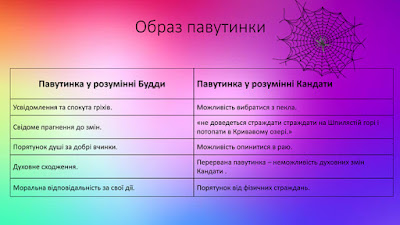 Образ павутинки
Павутинка у розумінні Будди
Павутинка у розумінні Кандати
Усвідомлення та спокута гріхів.
Можливість вибратися з пекла.
Свідоме прагнення до змін.
«не доведеться страждати страждати на Шпилястій горі і
потопати в Кривавому озері.»
Порятунок душі за добрі вчинки.
Можливість опинитися в раю.
Духовне сходження.
Перервана павутинка – неможливість духовних змін
Кандати .
Моральна відповідальність за свої дії.
Порятунок від фізичних страждань.